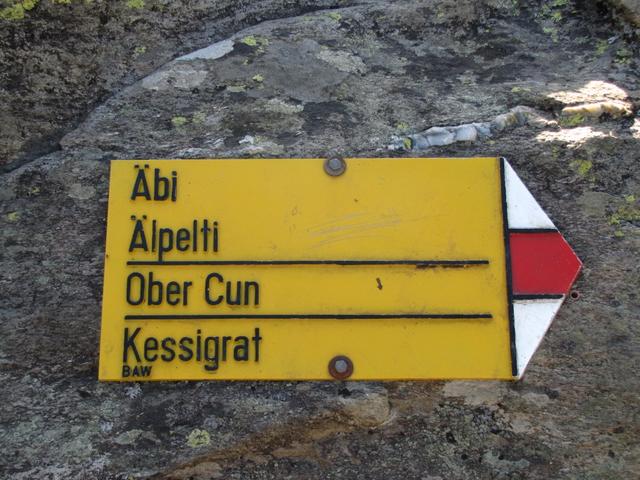 Äbi
Älpelti
Ober Cun
Kessigrat
BAW